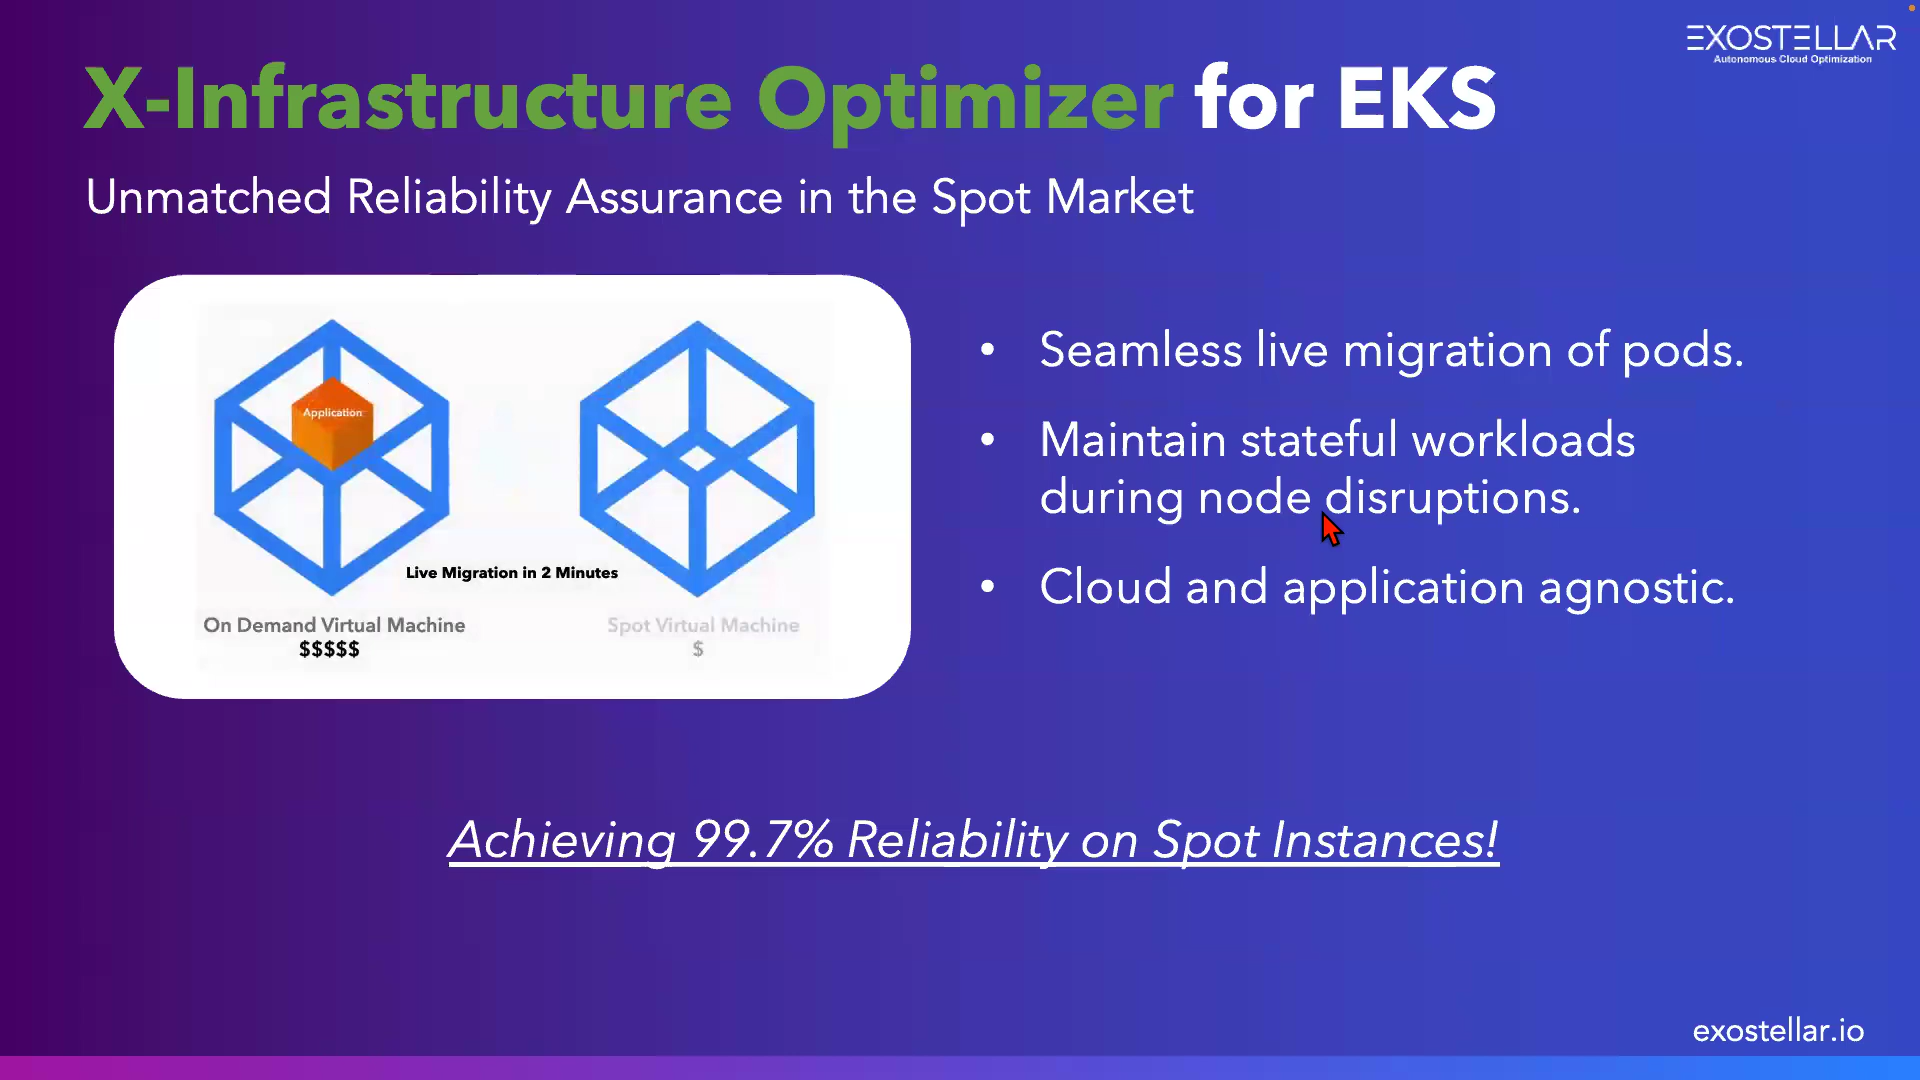 EXOSTELLAR
Autonomous Cloud Optimization
X-Infrastructure Optimizer for EKS
Unmatched Reliability Assurance in the Spot Market
Application
Live Migration in 2 Minutes
On Demand Virtual Machine
$$$$$
Spot Virtual Machine
$
• Seamless live migration of pods.
• Maintain stateful workloads
during node disruptions.
• Cloud and application agnostic.
Achieving 99.7% Reliability on Spot Instances!
exostellar.io